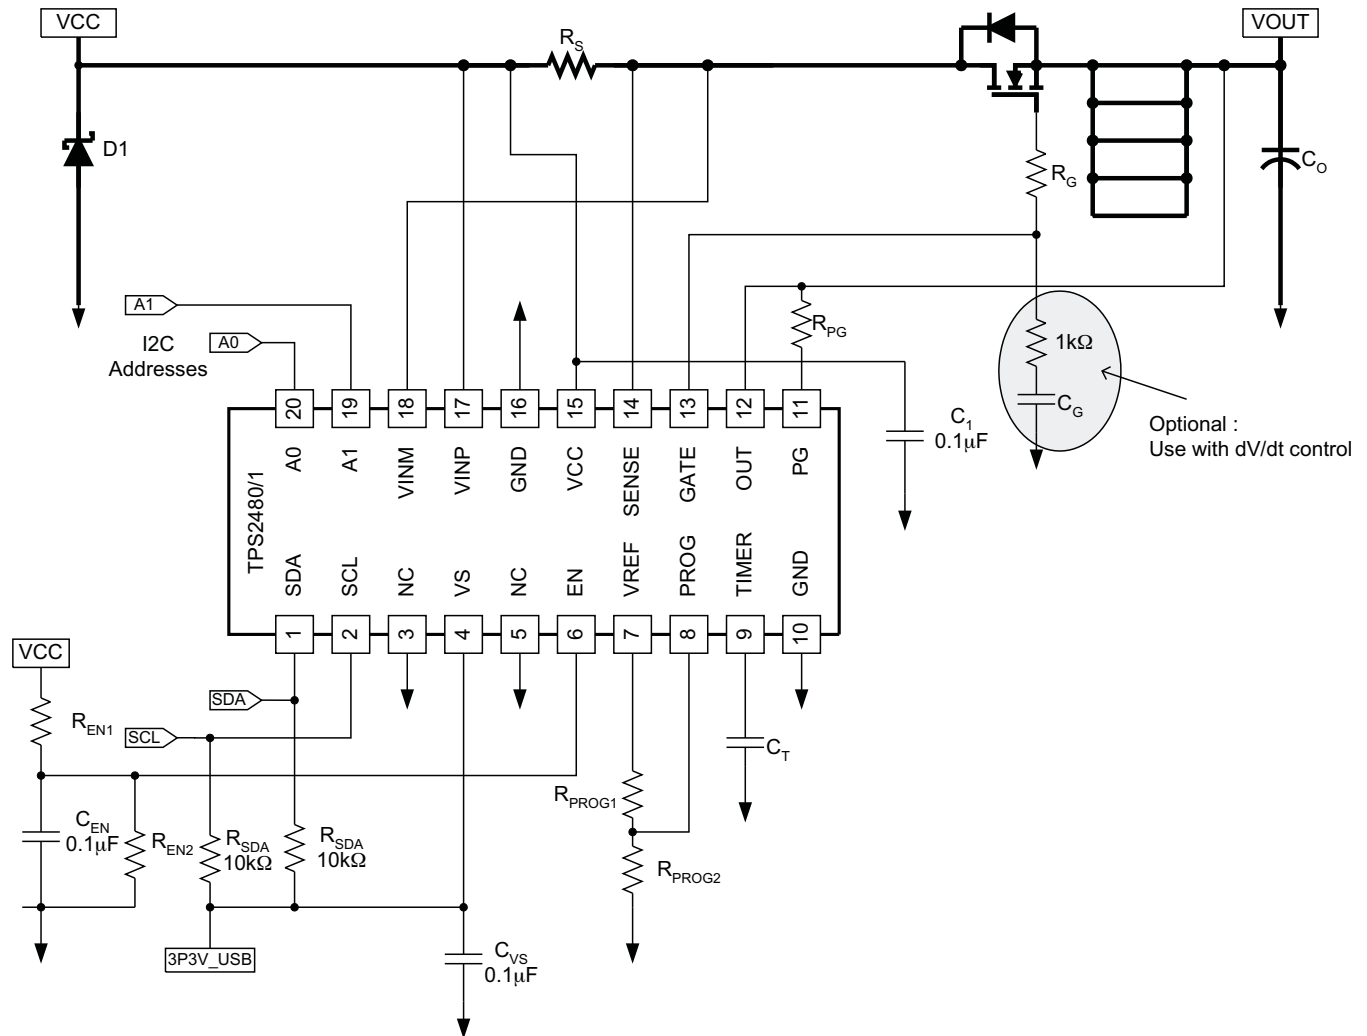 VCC
VOUT
R_S
D1
R_G
C_O
A1
A0
I2C
Addresses
R_PG
1kΩ
C_G
Optional :
Use with dV/dt control
C_1
0.1μF
20 19 18 17 16 15 14 13 12 11
A0 A1 VINM VINP GND VCC SENSE GATE OUT PG
TPS2480/1
SDA SCL NC VS NC EN VREF PROG TIMER GND
1 2 3 4 5 6 7 8 9 10
VCC
SDA
R_EN1
SCL
C_T
R_PROG1
C_EN
0.1μF
R_EN2
R_SDA
10kΩ
R_SDA
10kΩ
R_PROG2
3P3V_USB
C_VS
0.1μF